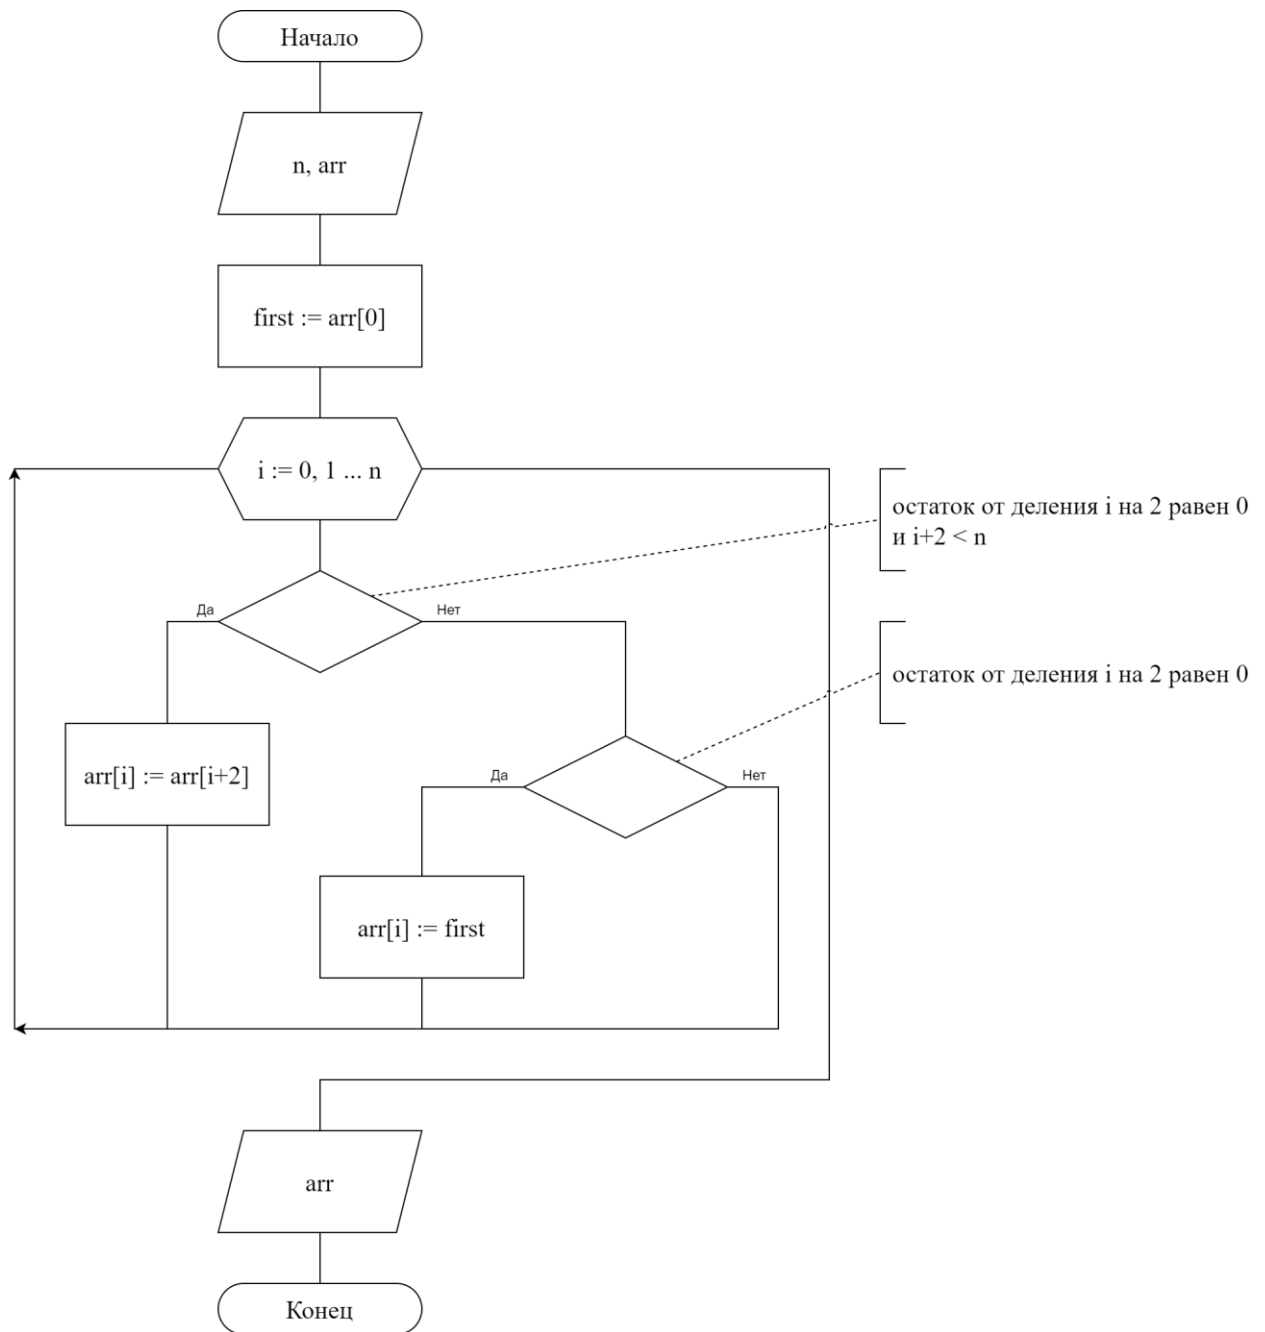 Начало
n, arr
first := arr[0]
i := 0, 1 ... n
остаток от деления i на 2 равен 0
и i+2 < n
Да
Нет
остаток от деления i на 2 равен 0
arr[i] := arr[i+2]
Да
Нет
arr[i] := first
arr
Конец